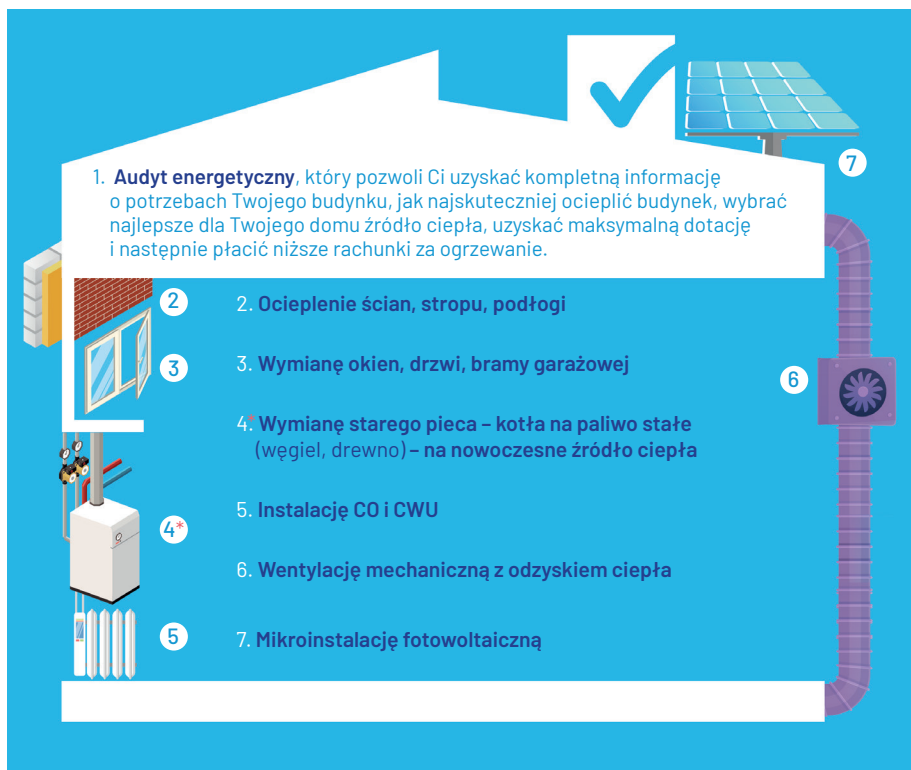 7
1. Audyt energetyczny, który pozwoli Ci uzyskać kompletną informację
o potrzebach Twojego budynku, jak najskuteczniej ocieplić budynek, wybrać
najlepsze dla Twojego domu źródło ciepła, uzyskać maksymalną dotację
i następnie płacić niższe rachunki za ogrzewanie.
2
2. Ocieplenie ścian, stropu, podłogi
3
3. Wymianę okien, drzwi, bramy garażowej
6
4.* Wymianę starego pieca – kotła na paliwo stałe
(węgiel, drewno) – na nowoczesne źródło ciepła
4*
5. Instalację CO i CWU
6. Wentylację mechaniczną z odzyskiem ciepła
5
7. Mikroinstalację fotowoltaiczną